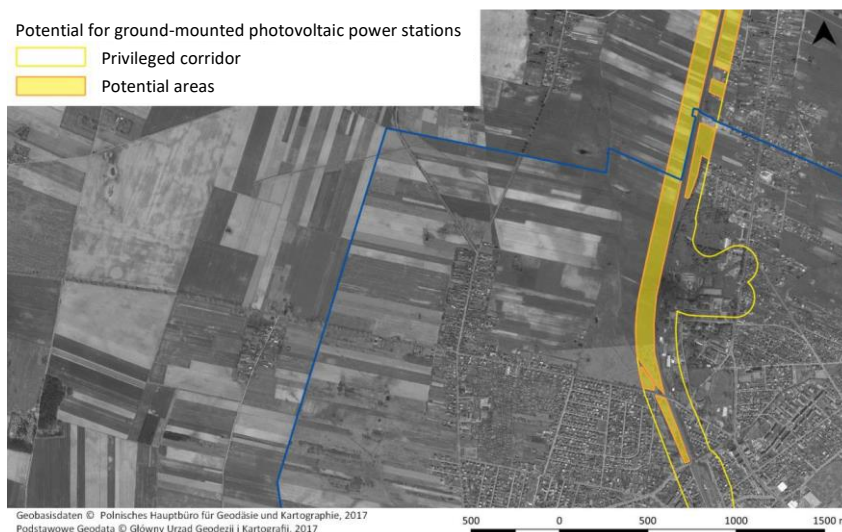 Potential for ground-mounted photovoltaic power stations
Privileged corridor
Potential areas
Geobasisdaten © Polnisches Hauptbüro für Geodäsie und Kartographie, 2017
Podstawowe Geodata © Główny Urząd Geodezji i Kartografii, 2017
500 0 500 1000 1500 m